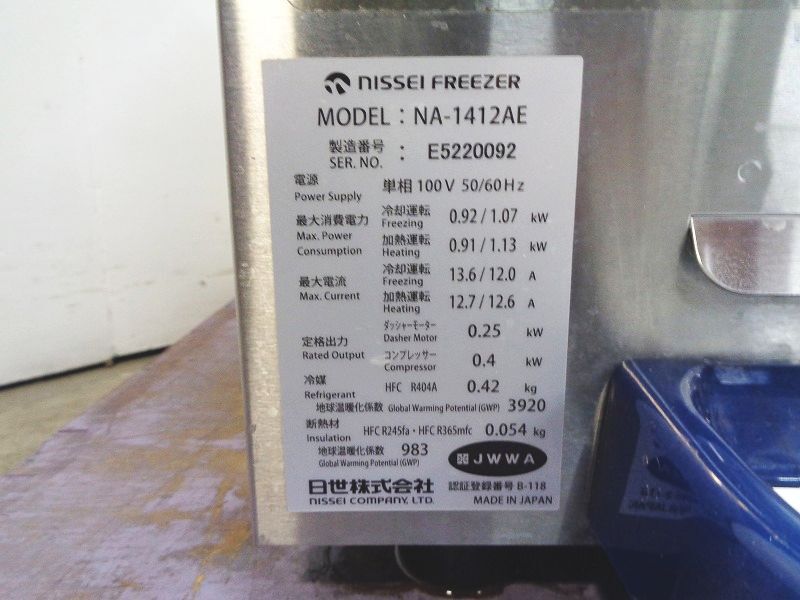 NISSEI FREEZER
MODEL : NA-1412AE
製造番号
SER. NO. : E5220092
電源
Power Supply 単相 100V 50/60Hz
最大消費電力
Max. Power
Consumption
冷却運転
Freezing 0.92 / 1.07 kW
加熱運転
Heating 0.91 / 1.13 kW
最大電流
Max. Current
冷却運転
Freezing 13.6 / 12.0 A
加熱運転
Heating 12.7 / 12.6 A
定格出力
Rated Output
ダッシャーモーター
Dasher Motor 0.25 kW
コンプレッサー
Compressor 0.4 kW
冷媒
Refrigerant HFC R404A 0.42 kg
地球温暖化係数 Global Warming Potential (GWP) 3920
断熱材
Insulation HFC R245fa・HFC R365mfc 0.054 kg
地球温暖化係数 983
Global Warming Potential (GWP)
JWWA
日世株式会社 認証登録番号 B-118
NISSEI COMPANY, LTD. MADE IN JAPAN